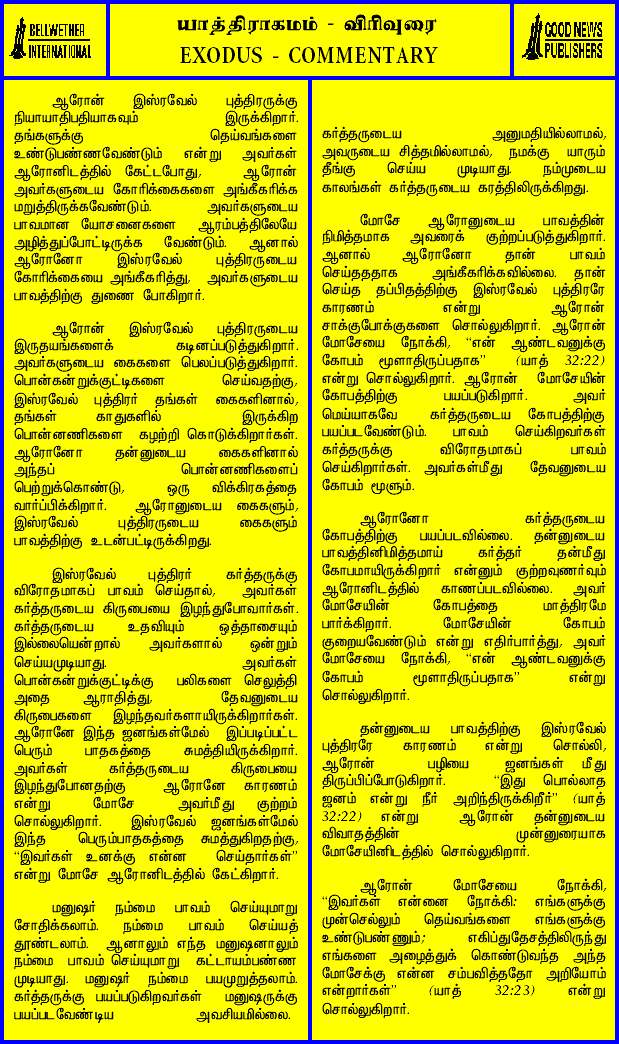 BELLWETHER
INTERNATIONAL
யாத்திராகமம் - விரிவுரை
EXODUS - COMMENTARY
GOOD NEWS
PUBLISHERS
ஆரோன் இஸ்ரவேல் புத்திரருக்கு
நியாயாதிபதியாகவும் இருக்கிறார்.
தங்களுக்கு தெய்வங்களை
உண்டுபண்ணவேண்டும் என்று அவர்கள்
ஆரோனிடத்தில் கேட்டபோது, ஆரோன்
அவர்களுடைய கோரிக்கைகளை அங்கீகரிக்க
மறுத்திருக்கவேண்டும். அவர்களுடைய
பாவமான யோசனைகளை ஆரம்பத்திலேயே
அழித்துப்போட்டிருக்க வேண்டும். ஆனால்
ஆரோனோ இஸ்ரவேல் புத்திரருடைய
கோரிக்கையை அங்கீகரித்து, அவர்களுடைய
பாவத்திற்கு துணை போகிறார்.
ஆரோன் இஸ்ரவேல் புத்திரருடைய
இருதயங்களைக் கடினப்படுத்துகிறார்.
அவர்களுடைய கைகளை பெலப்படுத்துகிறார்.
பொன்கன்றுக்குட்டிகளை செய்வதற்கு,
இஸ்ரவேல் புத்திரர் தங்கள் கைகளினால்,
தங்கள் காதுகளில் இருக்கிற
பொன்னணிகளை கழற்றி கொடுக்கிறார்கள்.
ஆரோனோ தன்னுடைய கைகளினால்
அந்தப் பொன்னணிகளைப்
பெற்றுக்கொண்டு, ஒரு விக்கிரகத்தை
வார்ப்பிக்கிறார். ஆரோனுடைய கைகளும்,
இஸ்ரவேல் புத்திரருடைய கைகளும்
பாவத்திற்கு உடன்பட்டிருக்கிறது.
இஸ்ரவேல் புத்திரர் கர்த்தருக்கு
விரோதமாகப் பாவம் செய்தால், அவர்கள்
கர்த்தருடைய கிருபையை இழந்துபோவார்கள்.
கர்த்தருடைய உதவியும் ஒத்தாசையும்
இல்லையென்றால் அவர்களால் ஒன்றும்
செய்யமுடியாது. அவர்கள்
பொன்கன்றுக்குட்டிக்கு பலிகளை செலுத்தி
அதை ஆராதித்து, தேவனுடைய
கிருபைகளை இழந்தவர்களாயிருக்கிறார்கள்.
ஆரோனே இந்த ஜனங்கள்மேல் இப்படிப்பட்ட
பெரும் பாதகத்தை சுமத்தியிருக்கிறார்.
அவர்கள் கர்த்தருடைய கிருபையை
இழந்துபோனதற்கு ஆரோனே காரணம்
என்று மோசே அவர்மீது குற்றம்
சொல்லுகிறார். இஸ்ரவேல் ஜனங்கள்மேல்
இந்த பெரும்பாதகத்தை சுமத்துகிறதற்கு,
“இவர்கள் உனக்கு என்ன செய்தார்கள்”
என்று மோசே ஆரோனிடத்தில் கேட்கிறார்.
மனுஷர் நம்மை பாவம் செய்யுமாறு
சோதிக்கலாம். நம்மை பாவம் செய்யத்
தூண்டலாம். ஆனாலும் எந்த மனுஷனாலும்
நம்மை பாவம் செய்யுமாறு கட்டாயம்பண்ண
முடியாது. மனுஷர் நம்மை பயமுறுத்தலாம்.
கர்த்தருக்கு பயப்படுகிறவர்கள் மனுஷருக்கு
பயப்படவேண்டிய அவசியமில்லை.
கர்த்தருடைய அனுமதியில்லாமல்,
அவருடைய சித்தமில்லாமல், நமக்கு யாரும்
தீங்கு செய்ய முடியாது. நம்முடைய
காலங்கள் கர்த்தருடைய கரத்திலிருக்கிறது.
மோசே ஆரோனுடைய பாவத்தின்
நிமித்தமாக அவரைக் குற்றப்படுத்துகிறார்.
ஆனால் ஆரோனோ தான் பாவம்
செய்ததாக அங்கீகரிக்கவில்லை. தான்
செய்த தப்பிதத்திற்கு இஸ்ரவேல் புத்திரரே
காரணம் என்று ஆரோன்
சாக்குபோக்குகளை சொல்லுகிறார். ஆரோன்
மோசேயை நோக்கி, “என் ஆண்டவனுக்கு
கோபம் மூளாதிருப்பதாக” (யாத் 32:22)
என்று சொல்லுகிறார். ஆரோன் மோசேயின்
கோபத்திற்கு பயப்படுகிறார். அவர்
மெய்யாகவே கர்த்தருடைய கோபத்திற்கு
பயப்படவேண்டும். பாவம் செய்கிறவர்கள்
கர்த்தருக்கு விரோதமாகப் பாவம்
செய்கிறார்கள். அவர்கள்மீது தேவனுடைய
கோபம் மூளும்.
ஆரோனோ கர்த்தருடைய
கோபத்திற்கு பயப்படவில்லை. தன்னுடைய
பாவத்தினிமித்தமாய் கர்த்தர் தன்மீது
கோபமாயிருக்கிறார் என்னும் குற்றவுணர்வும்
ஆரோனிடத்தில் காணப்படவில்லை. அவர்
மோசேயின் கோபத்தை மாத்திரமே
பார்க்கிறார். மோசேயின் கோபம்
குறையவேண்டும் என்று எதிர்பார்த்து, அவர்
மோசேயை நோக்கி, “என் ஆண்டவனுக்கு
கோபம் மூளாதிருப்பதாக” என்று
சொல்லுகிறார்.
தன்னுடைய பாவத்திற்கு இஸ்ரவேல்
புத்திரரே காரணம் என்று சொல்லி,
ஆரோன் பழியை ஜனங்கள் மீது
திருப்பிப்போடுகிறார். “இது பொல்லாத
ஜனம் என்று நீர் அறிந்திருக்கிறீர்” (யாத்
32:22) என்று ஆரோன் தன்னுடைய
விவாதத்தின் முன்னுரையாக
மோசேயினிடத்தில் சொல்லுகிறார்.
ஆரோன் மோசேயை நோக்கி,
“இவர்கள் என்னை நோக்கி: எங்களுக்கு
முன்செல்லும் தெய்வங்களை எங்களுக்கு
உண்டுபண்ணும்; எகிப்துதேசத்திலிருந்து
எங்களை அழைத்துக் கொண்டுவந்த அந்த
மோசேக்கு என்ன சம்பவித்ததோ அறியோம்
என்றார்கள்” (யாத் 32:23) என்று
சொல்லுகிறார்.